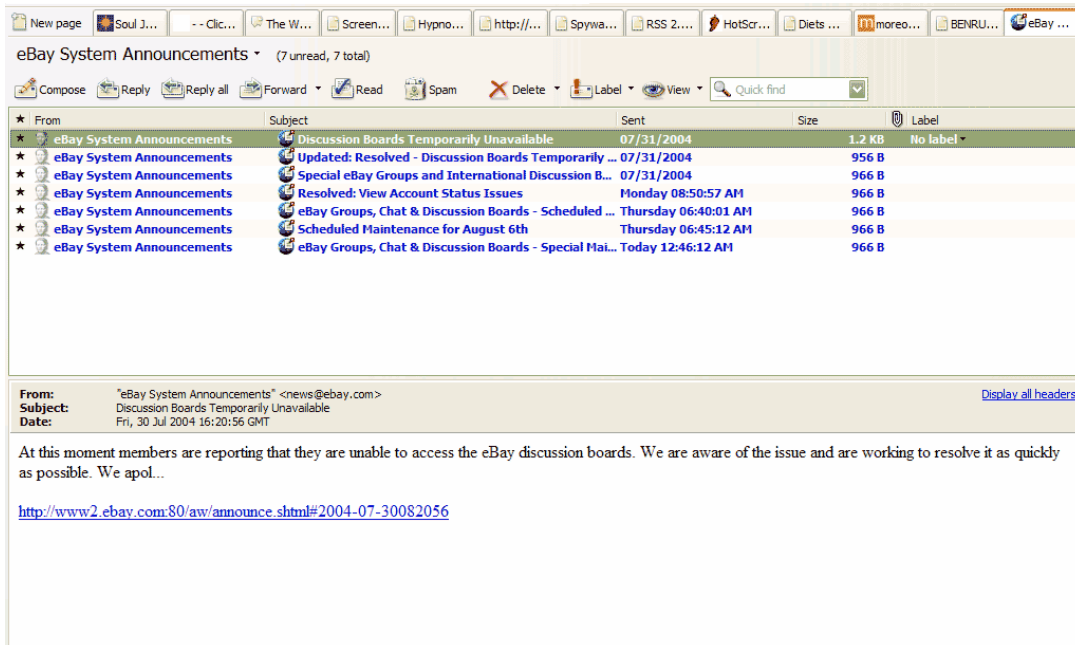 New page Soul J... - - Clic... The W... Screen... Hypno... http://... Spywa... RSS 2.... HotScr... Diets ... moreo... BENRU... eBay ...
eBay System Announcements (7 unread, 7 total)
Compose Reply Reply all Forward Read Spam Delete Label View Quick find
From Subject Sent Size Label
eBay System Announcements Discussion Boards Temporarily Unavailable 07/31/2004 1.2 KB No label
eBay System Announcements Updated: Resolved - Discussion Boards Temporarily ... 07/31/2004 956 B
eBay System Announcements Special eBay Groups and International Discussion B... 07/31/2004 966 B
eBay System Announcements Resolved: View Account Status Issues Monday 08:50:57 AM 966 B
eBay System Announcements eBay Groups, Chat & Discussion Boards - Scheduled ... Thursday 06:40:01 AM 966 B
eBay System Announcements Scheduled Maintenance for August 6th Thursday 06:45:12 AM 966 B
eBay System Announcements eBay Groups, Chat & Discussion Boards - Special Mai... Today 12:46:12 AM 966 B
From: "eBay System Announcements" <news@ebay.com> Display all headers
Subject: Discussion Boards Temporarily Unavailable
Date: Fri, 30 Jul 2004 16:20:56 GMT
At this moment members are reporting that they are unable to access the eBay discussion boards. We are aware of the issue and are working to resolve it as quickly
as possible. We apol...
http://www2.ebay.com:80/aw/announce.shtml#2004-07-30082056